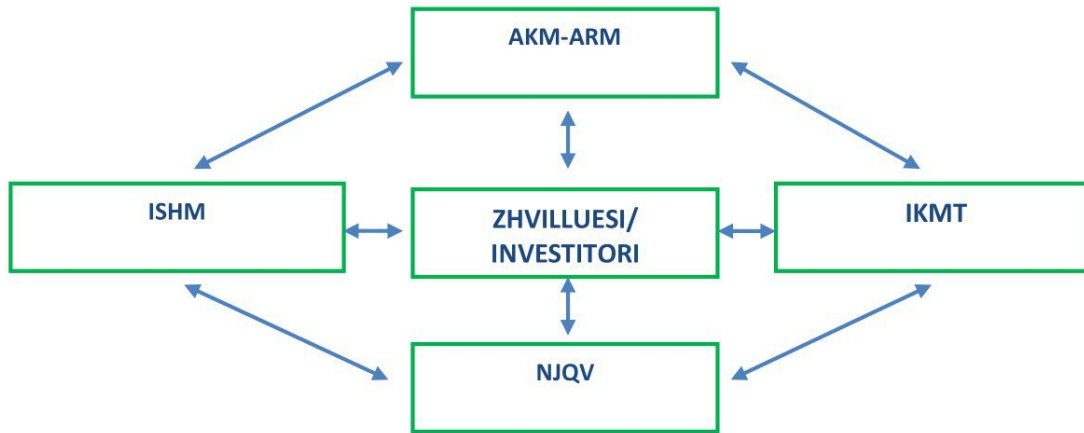 AKM-ARM
ISHM
ZHVILLUESI/
INVESTITORI
IKMT
NJQV